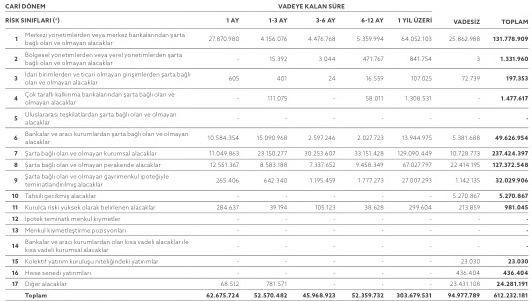 CARİ DÖNEM VADEYE KALAN SÜRE
RİSK SINIFLARI (*) 1 AY 1-3 AY 3-6 AY 6-12 AY 1 YIL ÜZERİ VADESİZ TOPLAM
1 Merkezi yönetimlerden veya merkez bankalarından şarta bağlı olan ve olmayan alacaklar 27.870.980 4.156.076 4.476.768 5.359.994 64.052.103 25.862.988 131.778.909
2 Bölgesel yönetimlerden veya yerel yönetimlerden şarta bağlı olan ve olmayan alacaklar - 15.392 3.044 471.767 841.754 3 1.331.960
3 İdari birimlerden ve ticari olmayan girişimlerden şarta bağlı olan ve olmayan alacaklar 605 401 24 16.559 107.025 72.739 197.353
4 Çok taraflı kalkınma bankalarından şarta bağlı olan ve olmayan alacaklar - 111.075 - 58.011 1.308.531 - 1.477.617
5 Uluslararası teşkilatlardan şarta bağlı olan ve olmayan alacaklar - - - - - - -
6 Bankalar ve aracı kurumlardan şarta bağlı olan ve olmayan alacaklar 10.584.354 15.090.968 2.597.246 2.027.723 13.944.975 5.381.688 49.626.954
7 Şarta bağlı olan ve olmayan kurumsal alacaklar 11.049.863 23.150.277 30.253.607 33.151.428 129.090.449 10.728.773 237.424.397
8 Şarta bağlı olan ve olmayan perakende alacaklar 12.551.367 8.583.188 7.337.652 9.458.349 67.027.797 22.414.195 127.372.548
9 Şarta bağlı olan ve olmayan gayrimenkul ipoteğiyle teminatlandırılmış alacaklar 265.406 642.340 1.195.459 1.777.273 27.007.293 1.142.135 32.029.906
10 Tahsili gecikmiş alacaklar - - - - - 5.270.867 5.270.867
11 Kurulca riski yüksek olarak belirlenen alacaklar 284.637 39.194 105.123 38.628 299.604 213.859 981.045
12 İpotek teminatlı menkul kıymetler - - - - - - -
13 Menkul kıymetleştirme pozisyonları - - - - - - -
14 Bankalar ve aracı kurumlardan olan kısa vadeli alacaklar ile kısa vadeli kurumsal alacaklar - - - - - - -
15 Kolektif yatırım kuruluşu niteliğindeki yatırımlar - - - - - 23.030 23.030
16 Hisse senedi yatırımları - - - - - 436.404 436.404
17 Diğer alacaklar 68.512 781.571 - - - 23.431.108 24.281.191
Toplam 62.675.724 52.570.482 45.968.923 52.359.732 303.679.531 94.977.789 612.232.181